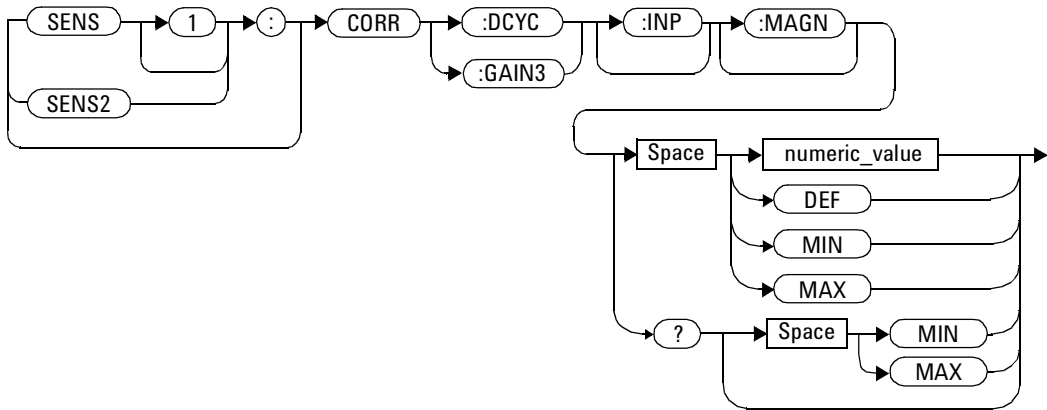 SENS 1 : CORR :DCYC :INP :MAGN
:GAIN3
SENS2
Space numeric_value
DEF
MIN
MAX
? Space MIN
MAX